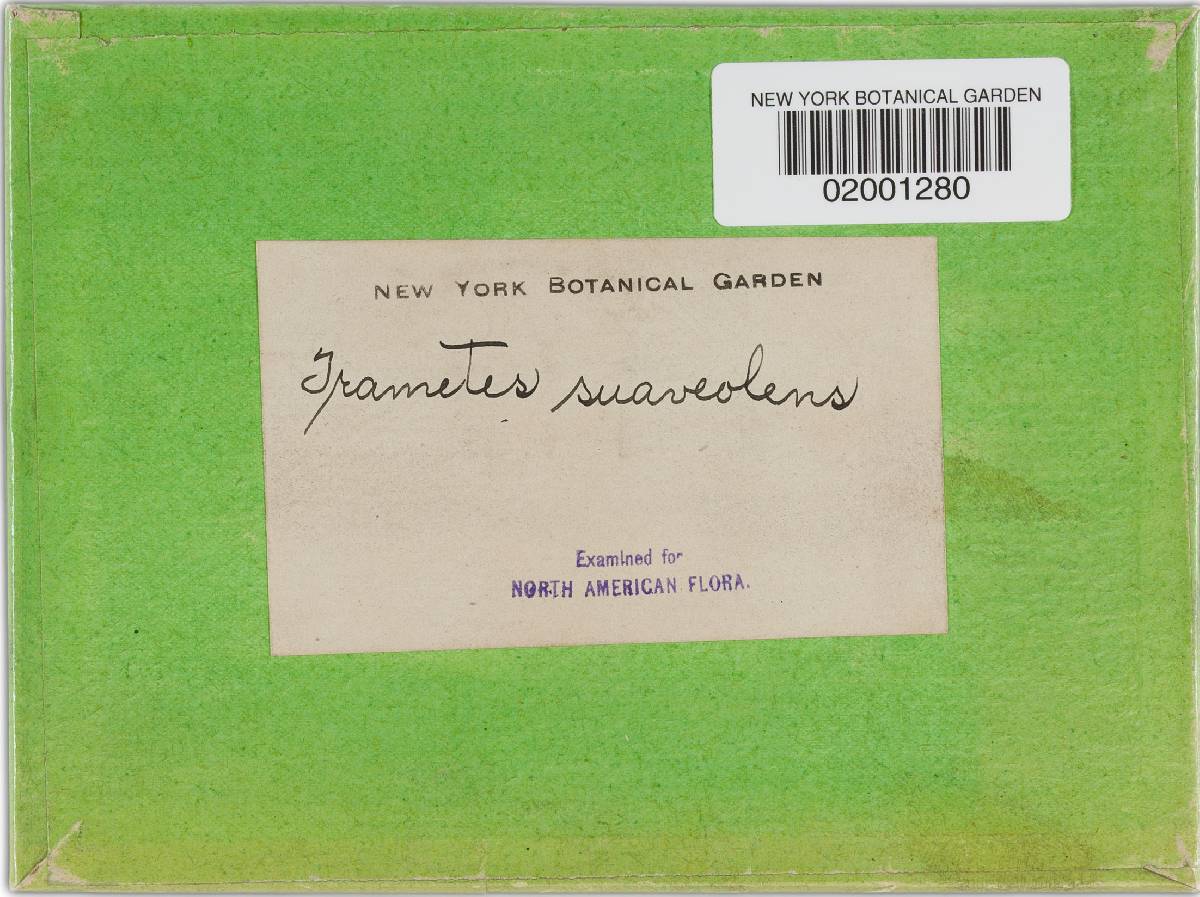 NEW YORK BOTANICAL GARDEN
02001280
NEW YORK BOTANICAL GARDEN
Trametes suaveolens
Examined for
NORTH AMERICAN FLORA.